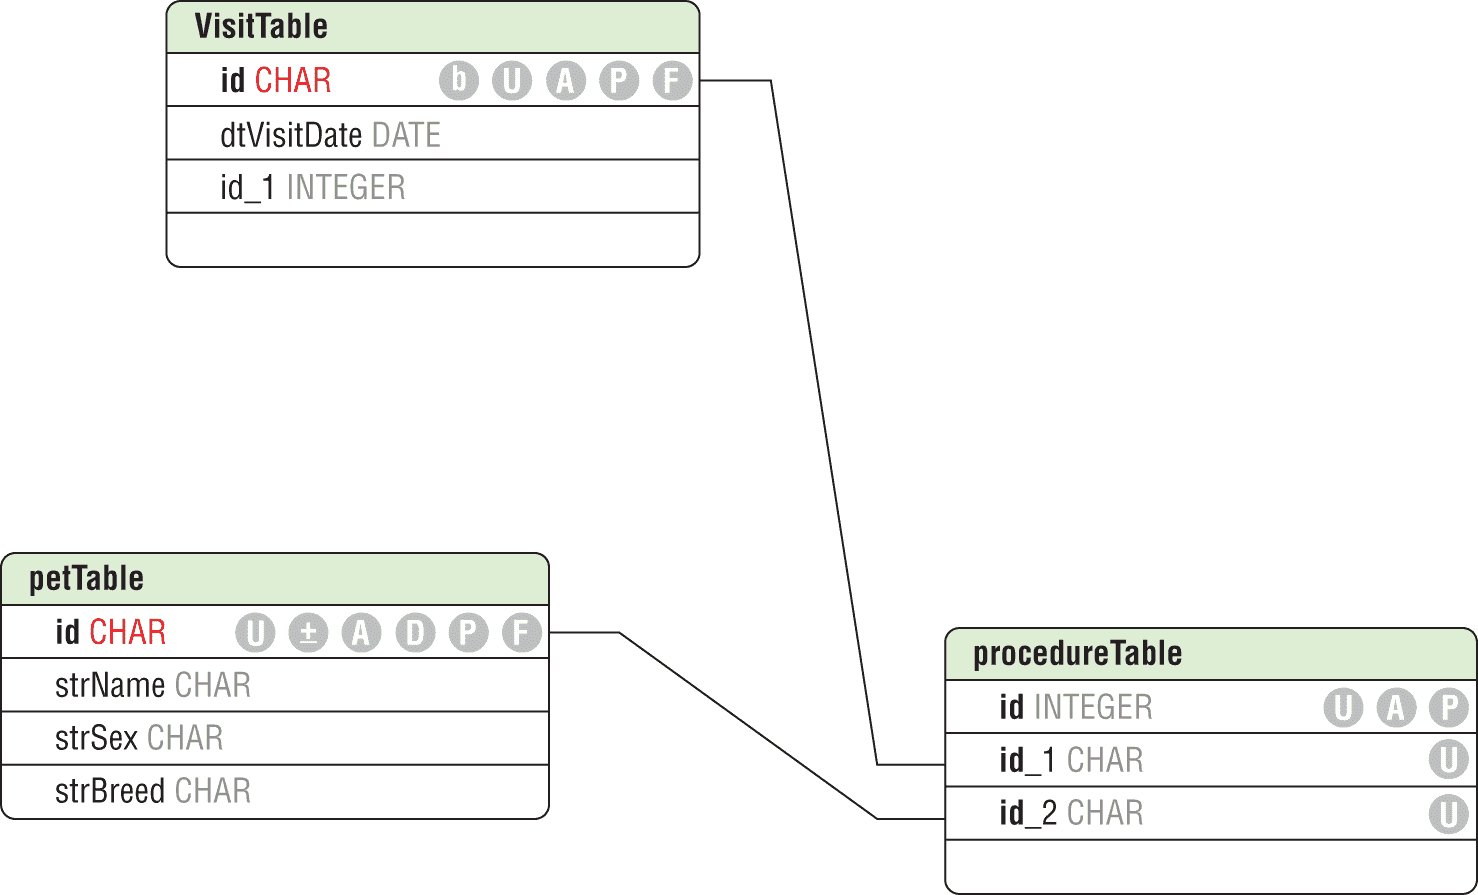 VisitTable
id CHAR b U A P F
dtVisitDate DATE
id_1 INTEGER
petTable
id CHAR U ± A D P F
strName CHAR
strSex CHAR
strBreed CHAR
procedureTable
id INTEGER U A P
id_1 CHAR U
id_2 CHAR U